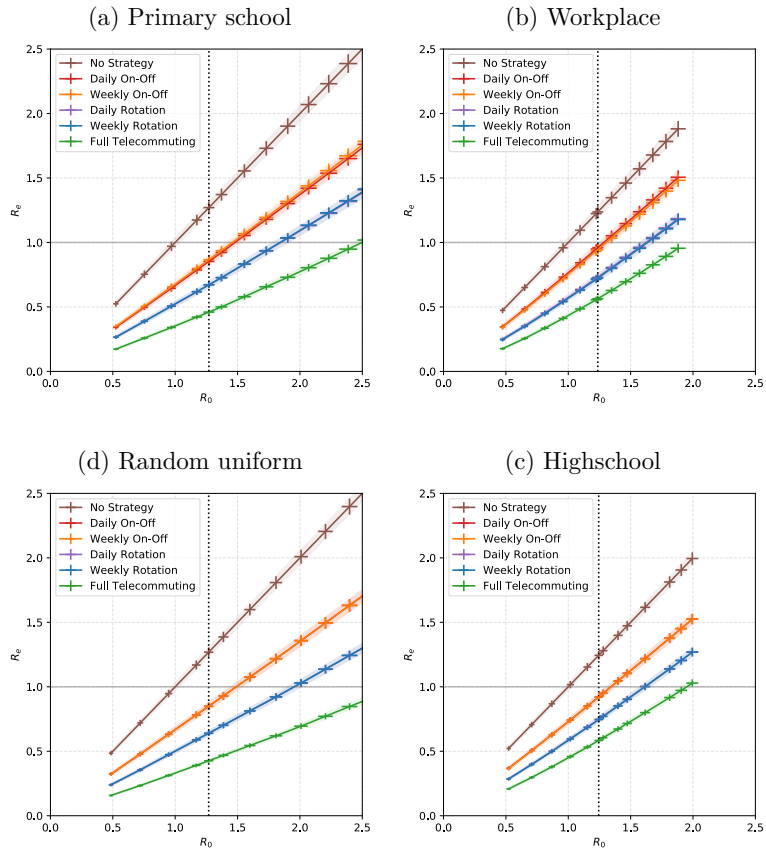 (a) Primary school
2.5
2.0
1.5
1.0
0.5
0.0
R_e
No Strategy
Daily On-Off
Weekly On-Off
Daily Rotation
Weekly Rotation
Full Telecommuting
0.0 0.5 1.0 1.5 2.0 2.5
R_0
(b) Workplace
2.5
2.0
1.5
1.0
0.5
0.0
R_e
No Strategy
Daily On-Off
Weekly On-Off
Daily Rotation
Weekly Rotation
Full Telecommuting
0.0 0.5 1.0 1.5 2.0 2.5
R_0
(d) Random uniform
2.5
2.0
1.5
1.0
0.5
0.0
R_e
No Strategy
Daily On-Off
Weekly On-Off
Daily Rotation
Weekly Rotation
Full Telecommuting
0.0 0.5 1.0 1.5 2.0 2.5
R_0
(c) Highschool
2.5
2.0
1.5
1.0
0.5
0.0
R_e
No Strategy
Daily On-Off
Weekly On-Off
Daily Rotation
Weekly Rotation
Full Telecommuting
0.0 0.5 1.0 1.5 2.0 2.5
R_0